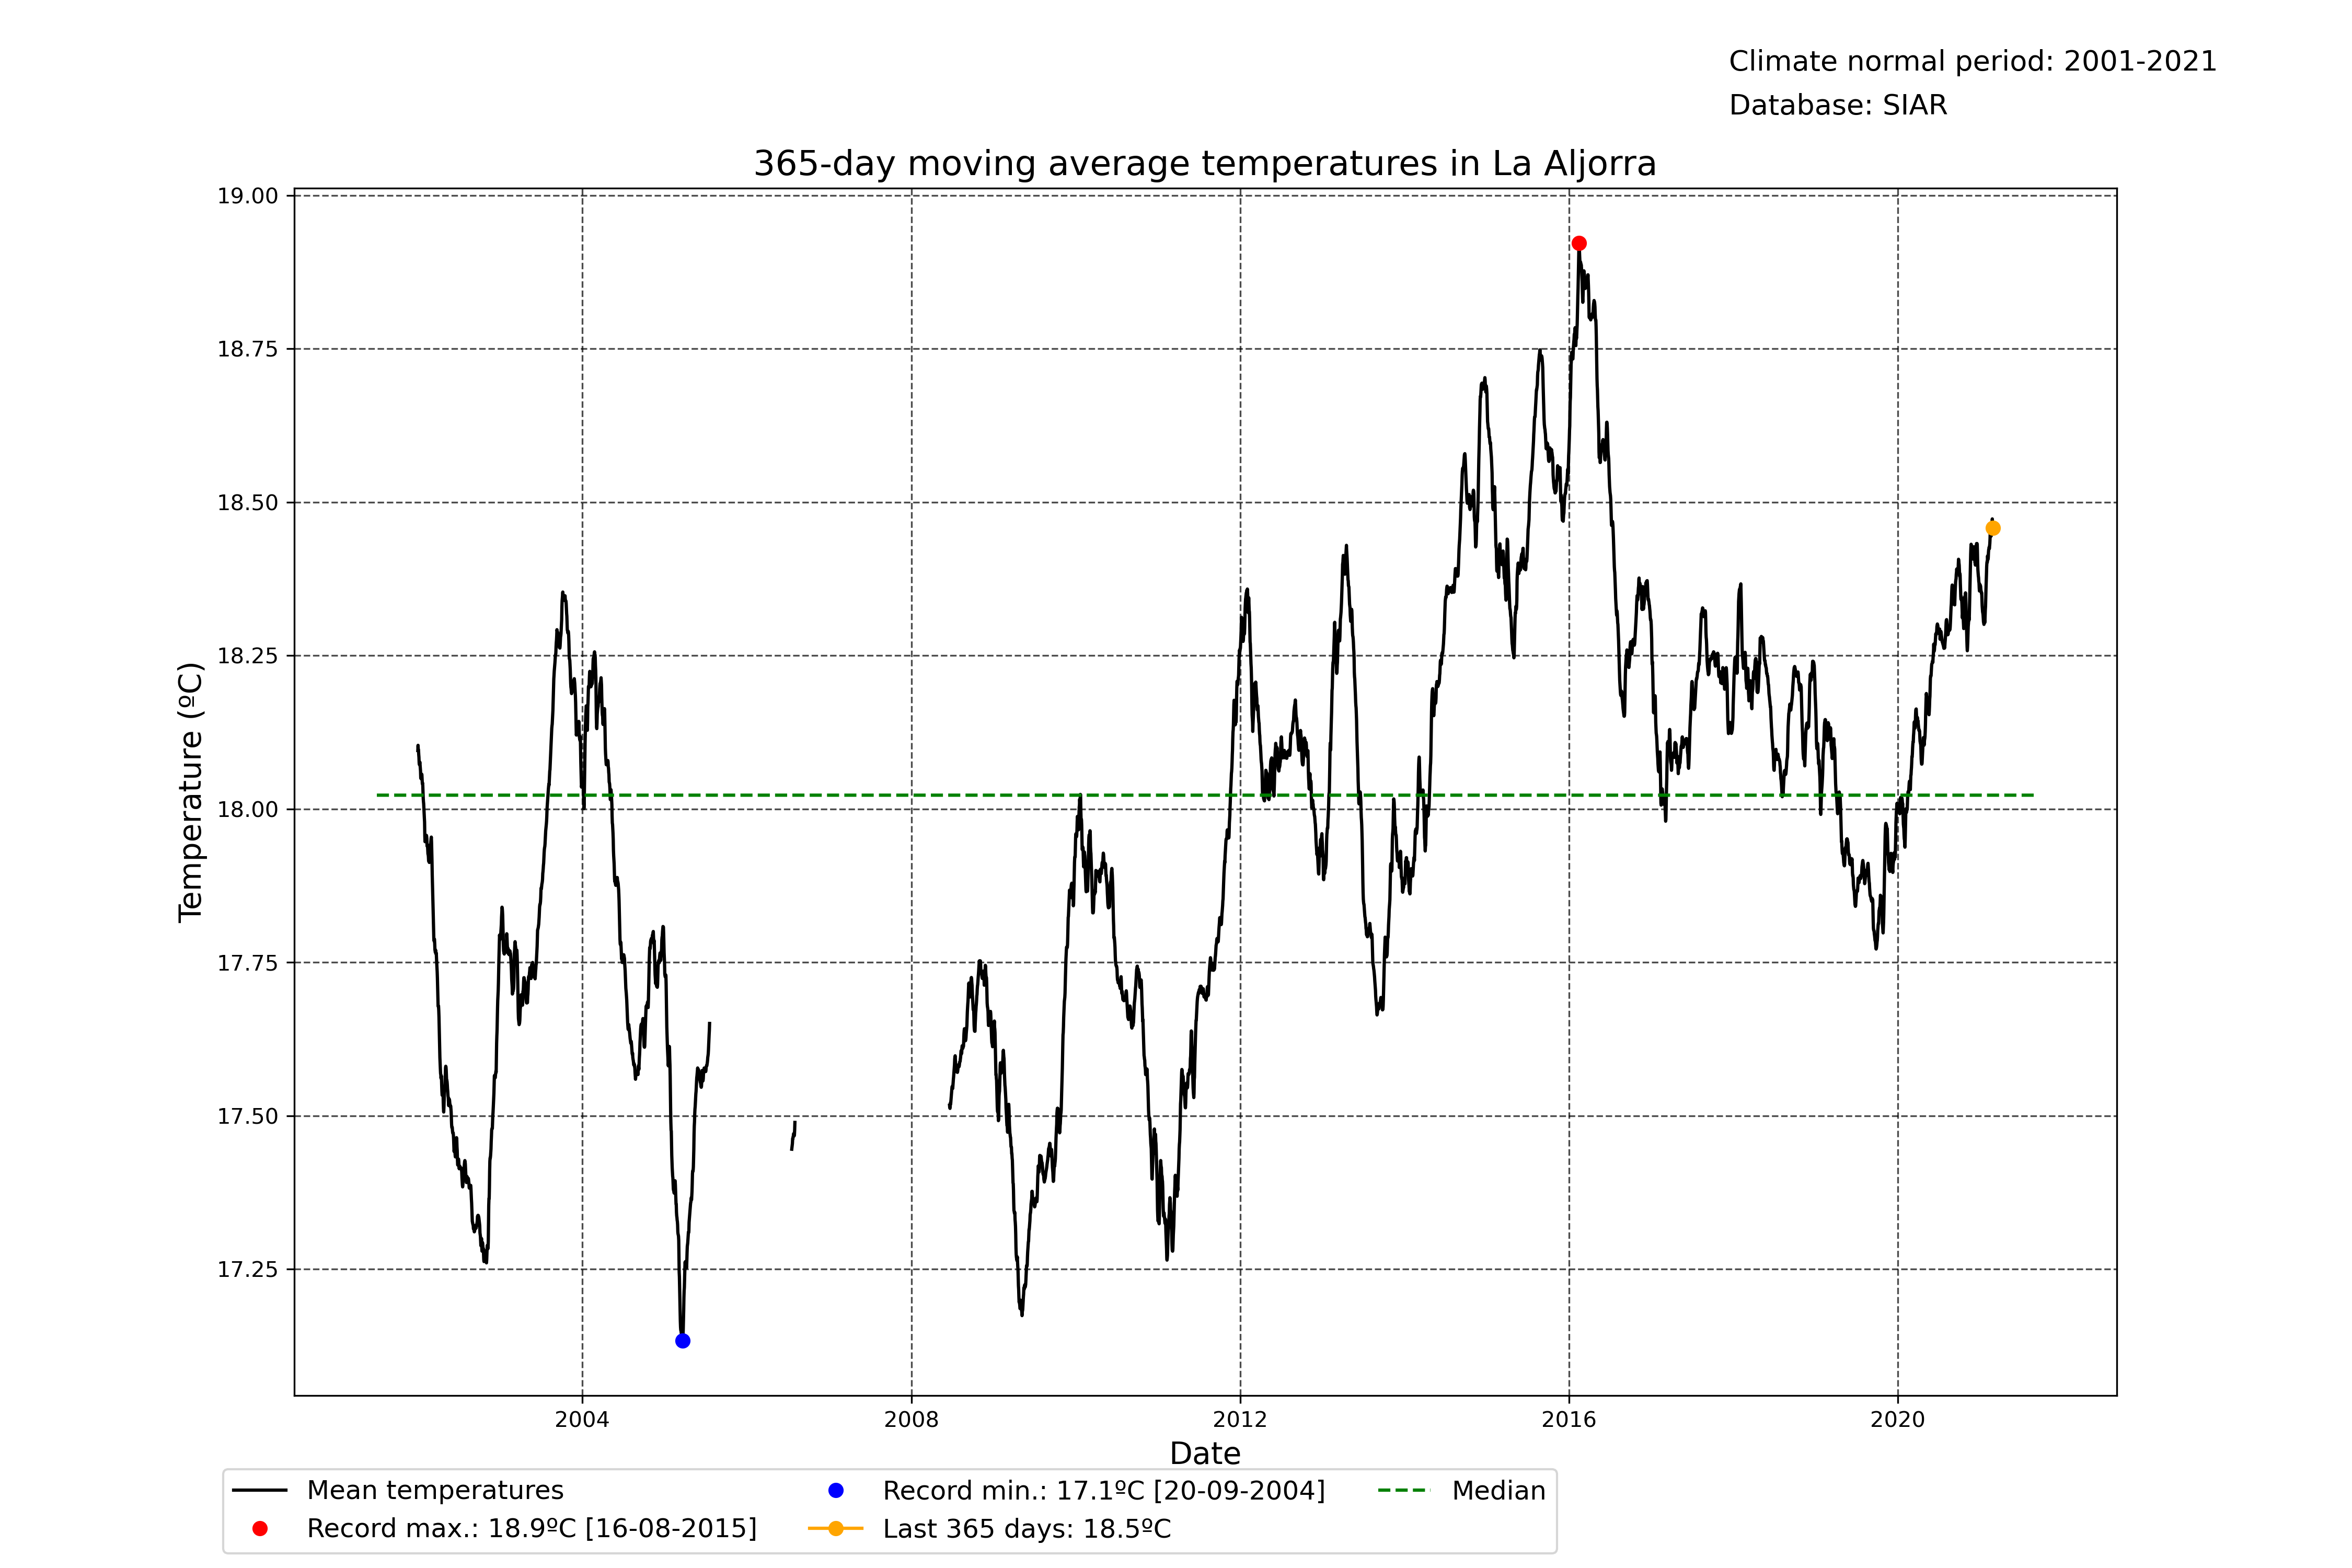 Climate normal period: 2001-2021
Database: SIAR
365-day moving average temperatures in La Aljorra
19.00
18.75
18.50
18.25
18.00
17.75
17.50
17.25
Temperature (ºC)
2004
2008
2012
2016
2020
Date
Mean temperatures
Record max.: 18.9ºC [16-08-2015]
Record min.: 17.1ºC [20-09-2004]
Last 365 days: 18.5ºC
Median